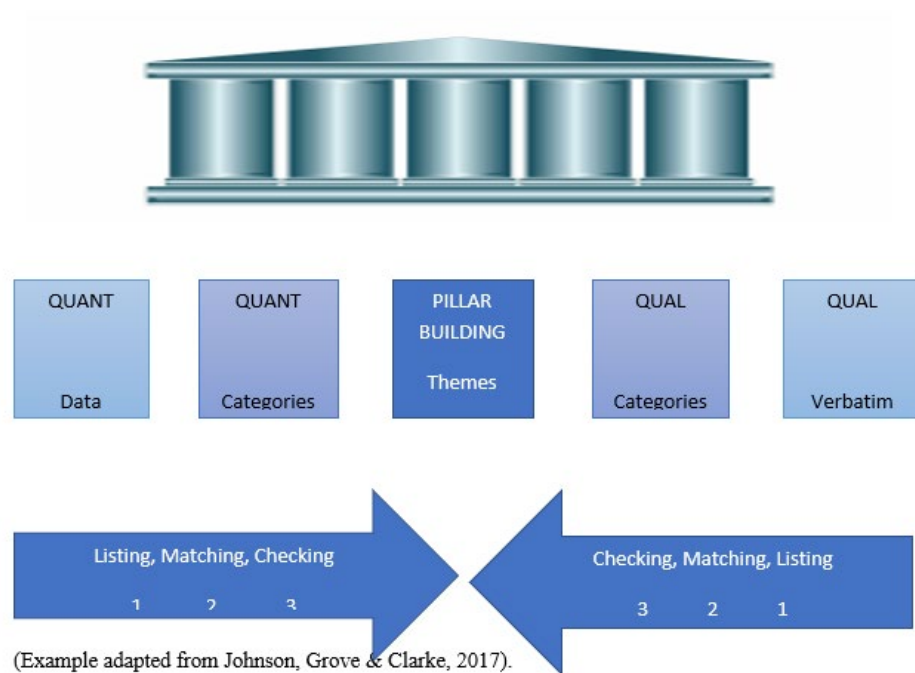 QUANT
Data
QUANT
Categories
PILLAR
BUILDING
Themes
QUAL
Categories
QUAL
Verbatim
Listing, Matching, Checking
1 2 3
Checking, Matching, Listing
3 2 1
(Example adapted from Johnson, Grove & Clarke, 2017).